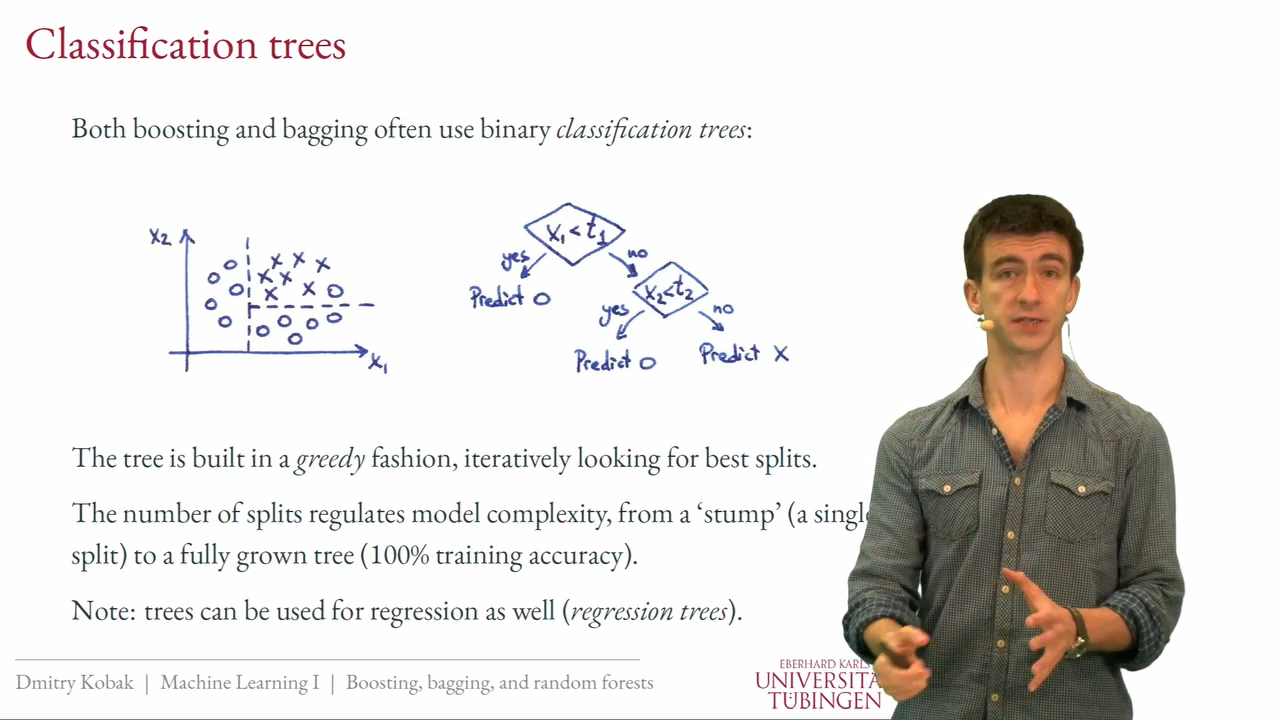 Classification trees
Both boosting and bagging often use binary classification trees:
x₂
x₁
x₁ < t₁
yes
no
Predict O
x₂<t₂
yes
no
Predict O
Predict X
The tree is built in a greedy fashion, iteratively looking for best splits.
The number of splits regulates model complexity, from a ‘stump’ (a single
split) to a fully grown tree (100% training accuracy).
Note: trees can be used for regression as well (regression trees).
Dmitry Kobak | Machine Learning I | Boosting, bagging, and random forests
EBERHARD KARLS
UNIVERSITÄT
TÜBINGEN